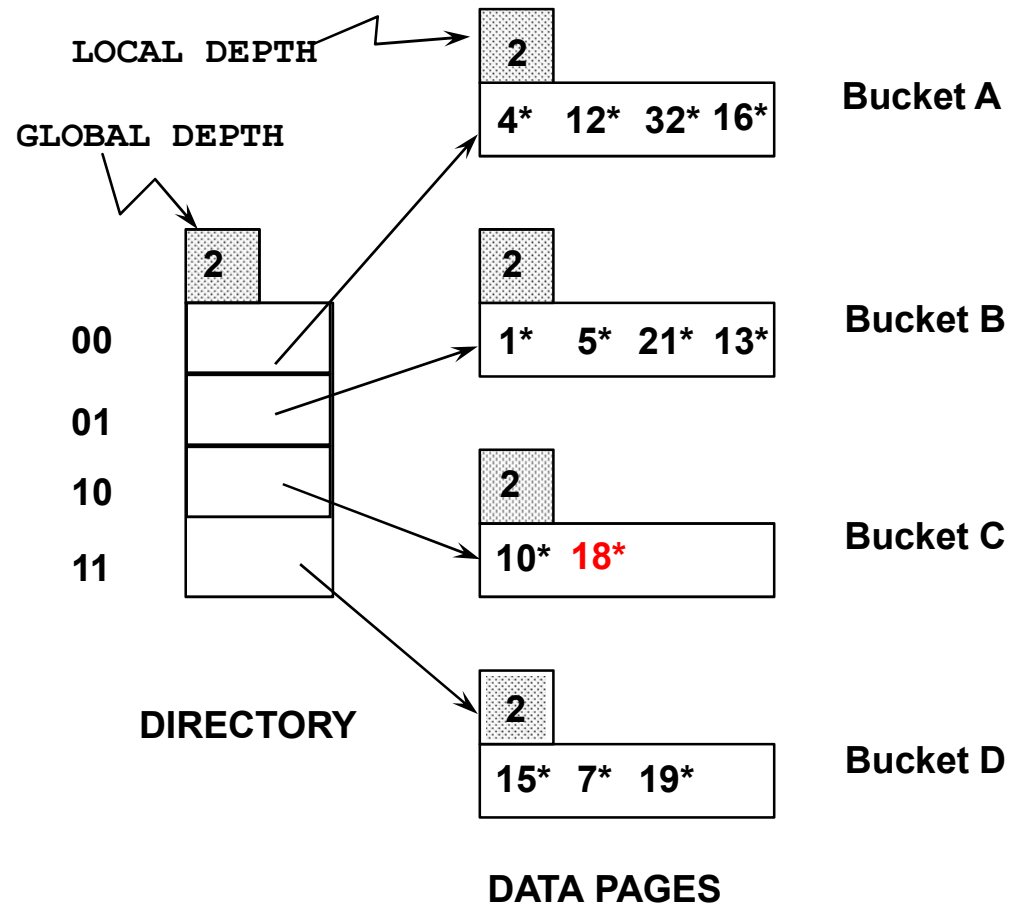 LOCAL DEPTH
2
Bucket A
4* 12* 32* 16*
GLOBAL DEPTH
2
2
Bucket B
00
1* 5* 21* 13*
01
2
10
Bucket C
10* 18*
11
2
DIRECTORY
Bucket D
15* 7* 19*
DATA PAGES